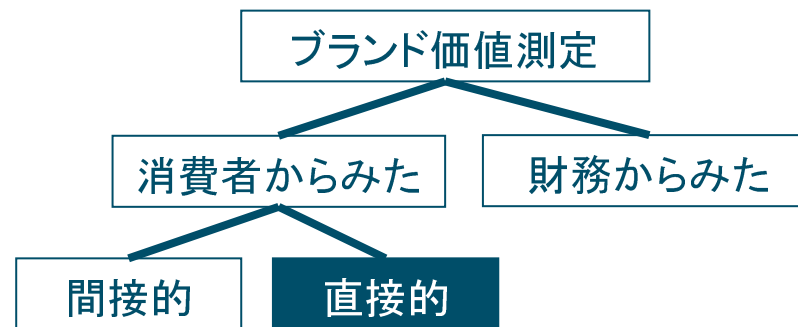 ブランド価値測定
消費者からみた
財務からみた
間接的
直接的